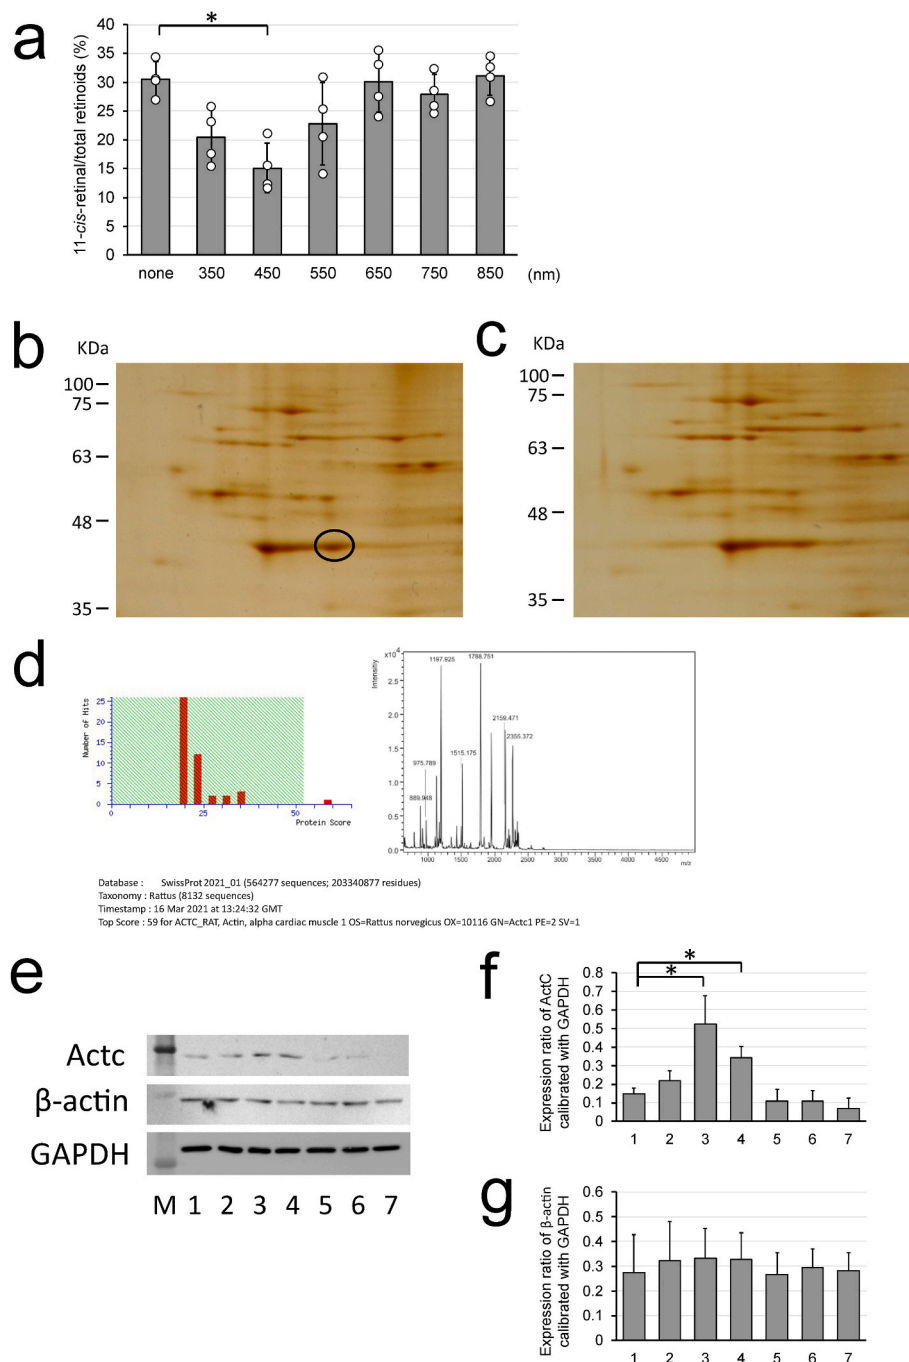 a
*
11-cis-retinal/total retinoids (%)
40
35
30
25
20
15
10
5
0
none 350 450 550 650 750 850 (nm)
b
KDa
100
75
63
48
35
c
KDa
100
75
63
48
35
d
Number of Hits
25
20
15
10
5
0
0 25 50
Protein Score
Intensity
x10⁴
2.5
2.0
1.5
1.0
0.5
0.0
1197.925
1788.751
2159.471
2355.372
975.789
1515.175
889.948
1000 1500 2000 2500 3000 3500 4000 4500
m/z
Database : SwissProt 2021_01 (564277 sequences; 203340877 residues)
Taxonomy : Rattus (8132 sequences)
Timestamp : 16 Mar 2021 at 13:24:32 GMT
Top Score : 59 for ACTC_RAT, Actin, alpha cardiac muscle 1 OS=Rattus norvegicus OX=10116 GN=Actc1 PE=2 SV=1
e
Actc
β-actin
GAPDH
M 1 2 3 4 5 6 7
f
*
*
Expression ratio of ActC
calibrated with GAPDH
0.8
0.7
0.6
0.5
0.4
0.3
0.2
0.1
0
1 2 3 4 5 6 7
g
Expression ratio of β-actin
calibrated with GAPDH
0.6
0.5
0.4
0.3
0.2
0.1
0
1 2 3 4 5 6 7